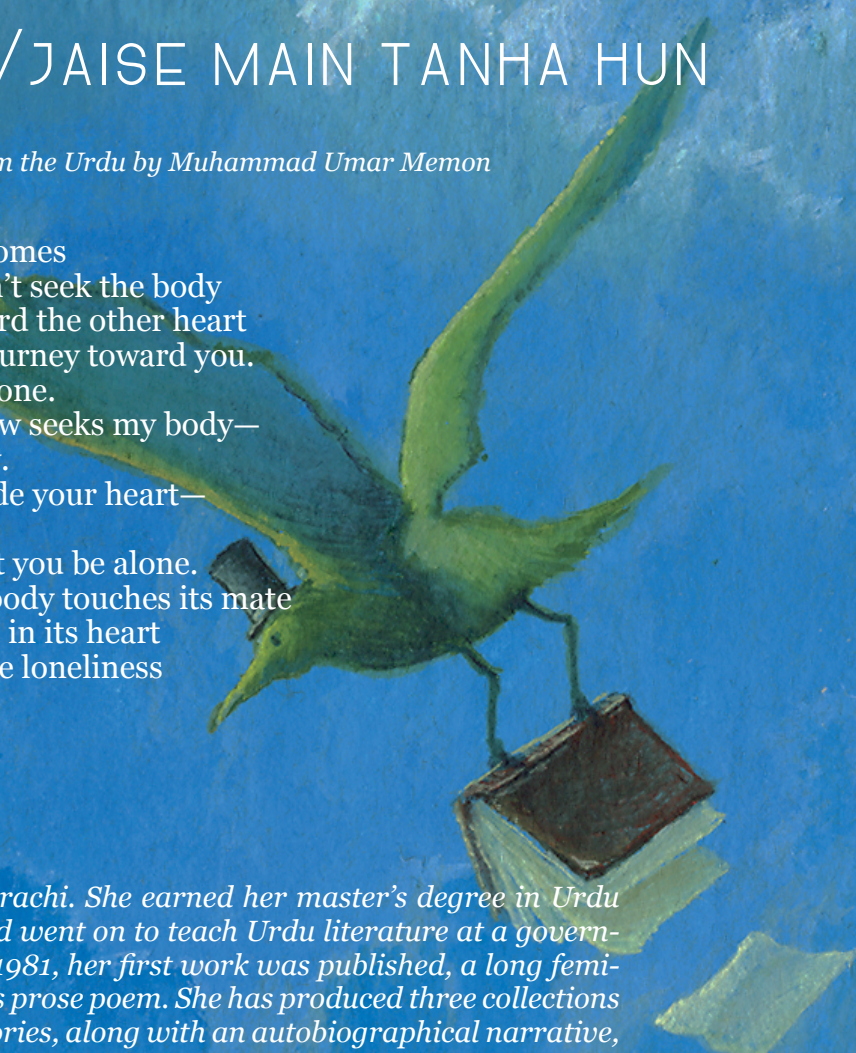 /JAISE MAIN TANHA HUN
the Urdu by Muhammad Umar Memon
omes
n't seek the body
rd the other heart
urney toward you.
one.
w seeks my body—
.
de your heart—
t you be alone.
body touches its mate
in its heart
e loneliness
rachi. She earned her master's degree in Urdu
d went on to teach Urdu literature at a govern-
1981, her first work was published, a long femi-
s prose poem. She has produced three collections
ories, along with an autobiographical narrative,